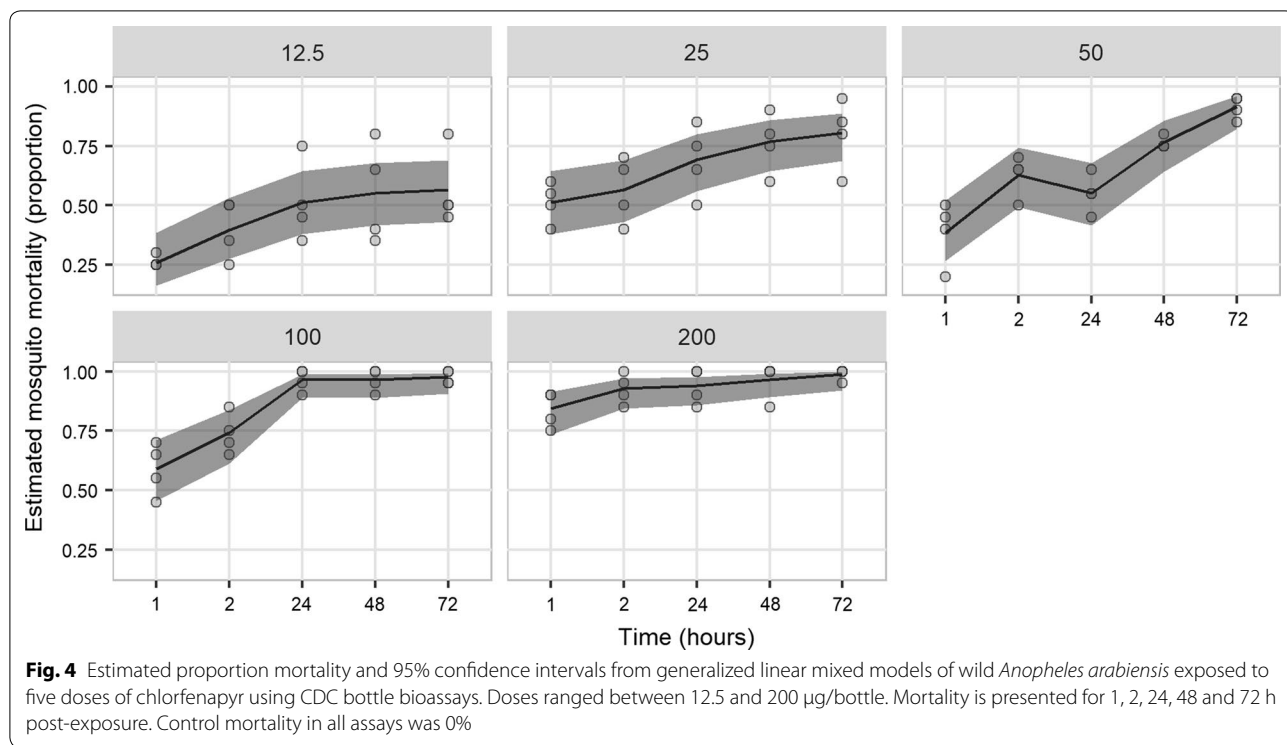 12.5 25 50
1.00
0.75
0.50
0.25
1 2 24 48 72
100 200
1.00
0.75
0.50
0.25
1 2 24 48 72 1 2 24 48 72
Estimated mosquito mortality (proportion)
Time (hours)
Fig. 4 Estimated proportion mortality and 95% confidence intervals from generalized linear mixed models of wild Anopheles arabiensis exposed to
five doses of chlorfenapyr using CDC bottle bioassays. Doses ranged between 12.5 and 200 µg/bottle. Mortality is presented for 1, 2, 24, 48 and 72 h
post-exposure. Control mortality in all assays was 0%